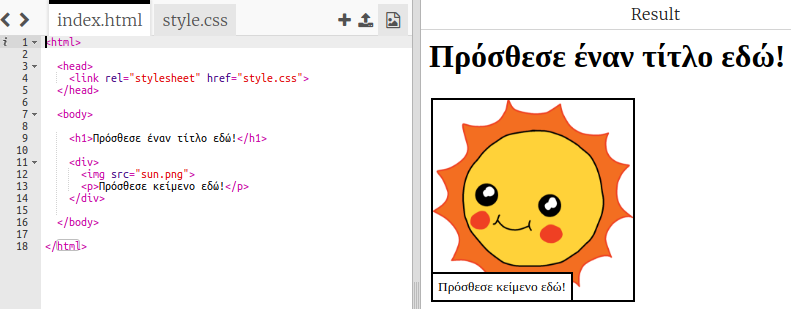 index.html style.css
Result
i 1 <html>
2
3 <head>
4 <link rel="stylesheet" href="style.css">
5 </head>
6
7 <body>
8
9 <h1>Πρόσθεσε έναν τίτλο εδώ!</h1>
10
11 <div>
12 <img src="sun.png">
13 <p>Πρόσθεσε κείμενο εδώ!</p>
14 </div>
15
16 </body>
17
18 </html>
Πρόσθεσε έναν τίτλο εδώ!
Πρόσθεσε κείμενο εδώ!